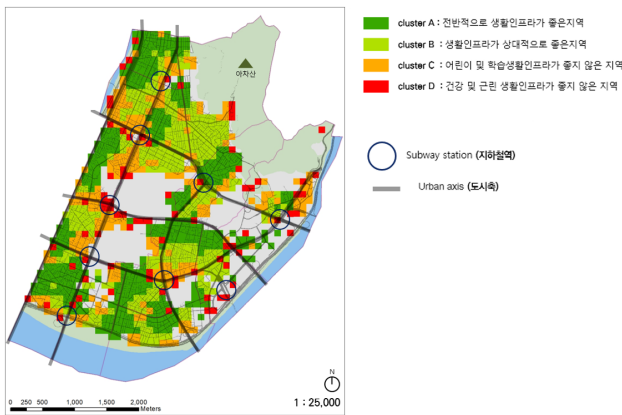 cluster A : 전반적으로 생활인프라가 좋은지역
cluster B : 생활인프라가 상대적으로 좋은지역
cluster C : 어린이 및 학습생활인프라가 좋지 않은 지역
cluster D : 건강 및 근린 생활인프라가 좋지 않은 지역
아차산
Subway station (지하철역)
Urban axis (도시축)
N
0 250 500 1,000 1,500 2,000
Meters
1 : 25,000